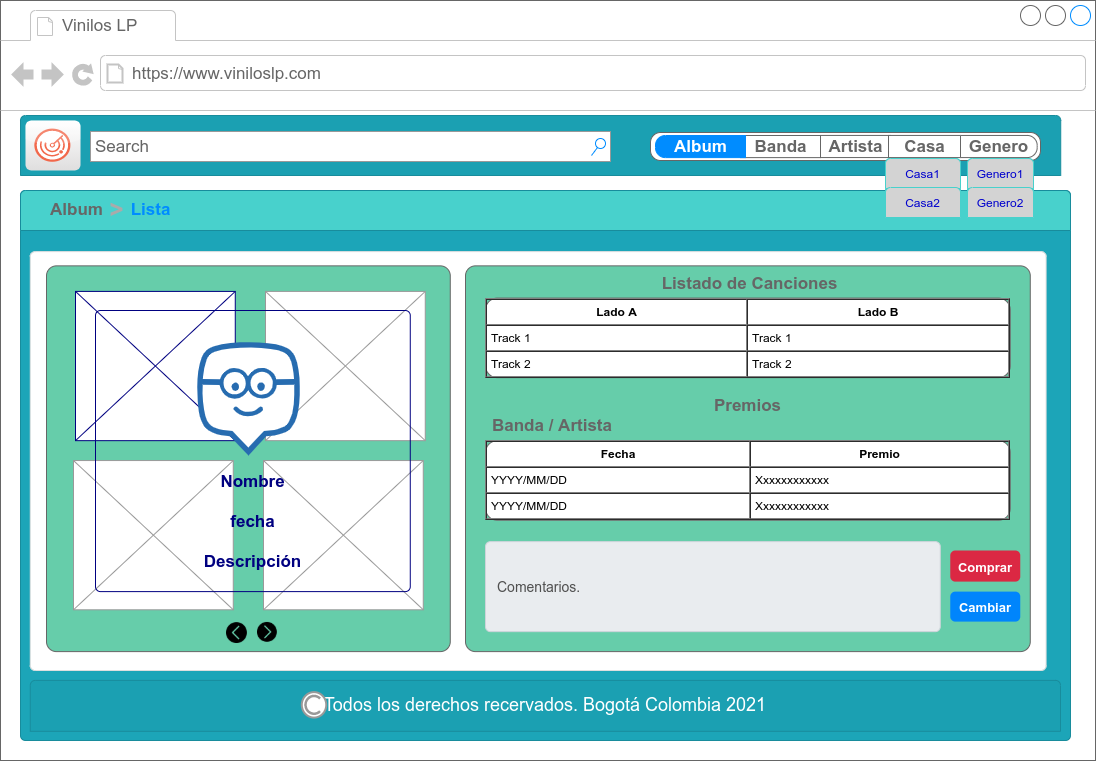 Vinilos LP
https://www.viniloslp.com
Search
Album Banda Artista Casa Genero
Casa1 Genero1
Casa2 Genero2
Album > Lista
Nombre
fecha
Descripción
Listado de Canciones
Lado A Lado B
Track 1 Track 1
Track 2 Track 2
Premios
Banda / Artista
Fecha Premio
YYYY/MM/DD Xxxxxxxxxxxx
YYYY/MM/DD Xxxxxxxxxxxx
Comentarios.
Comprar
Cambiar
©Todos los derechos recervados. Bogotá Colombia 2021